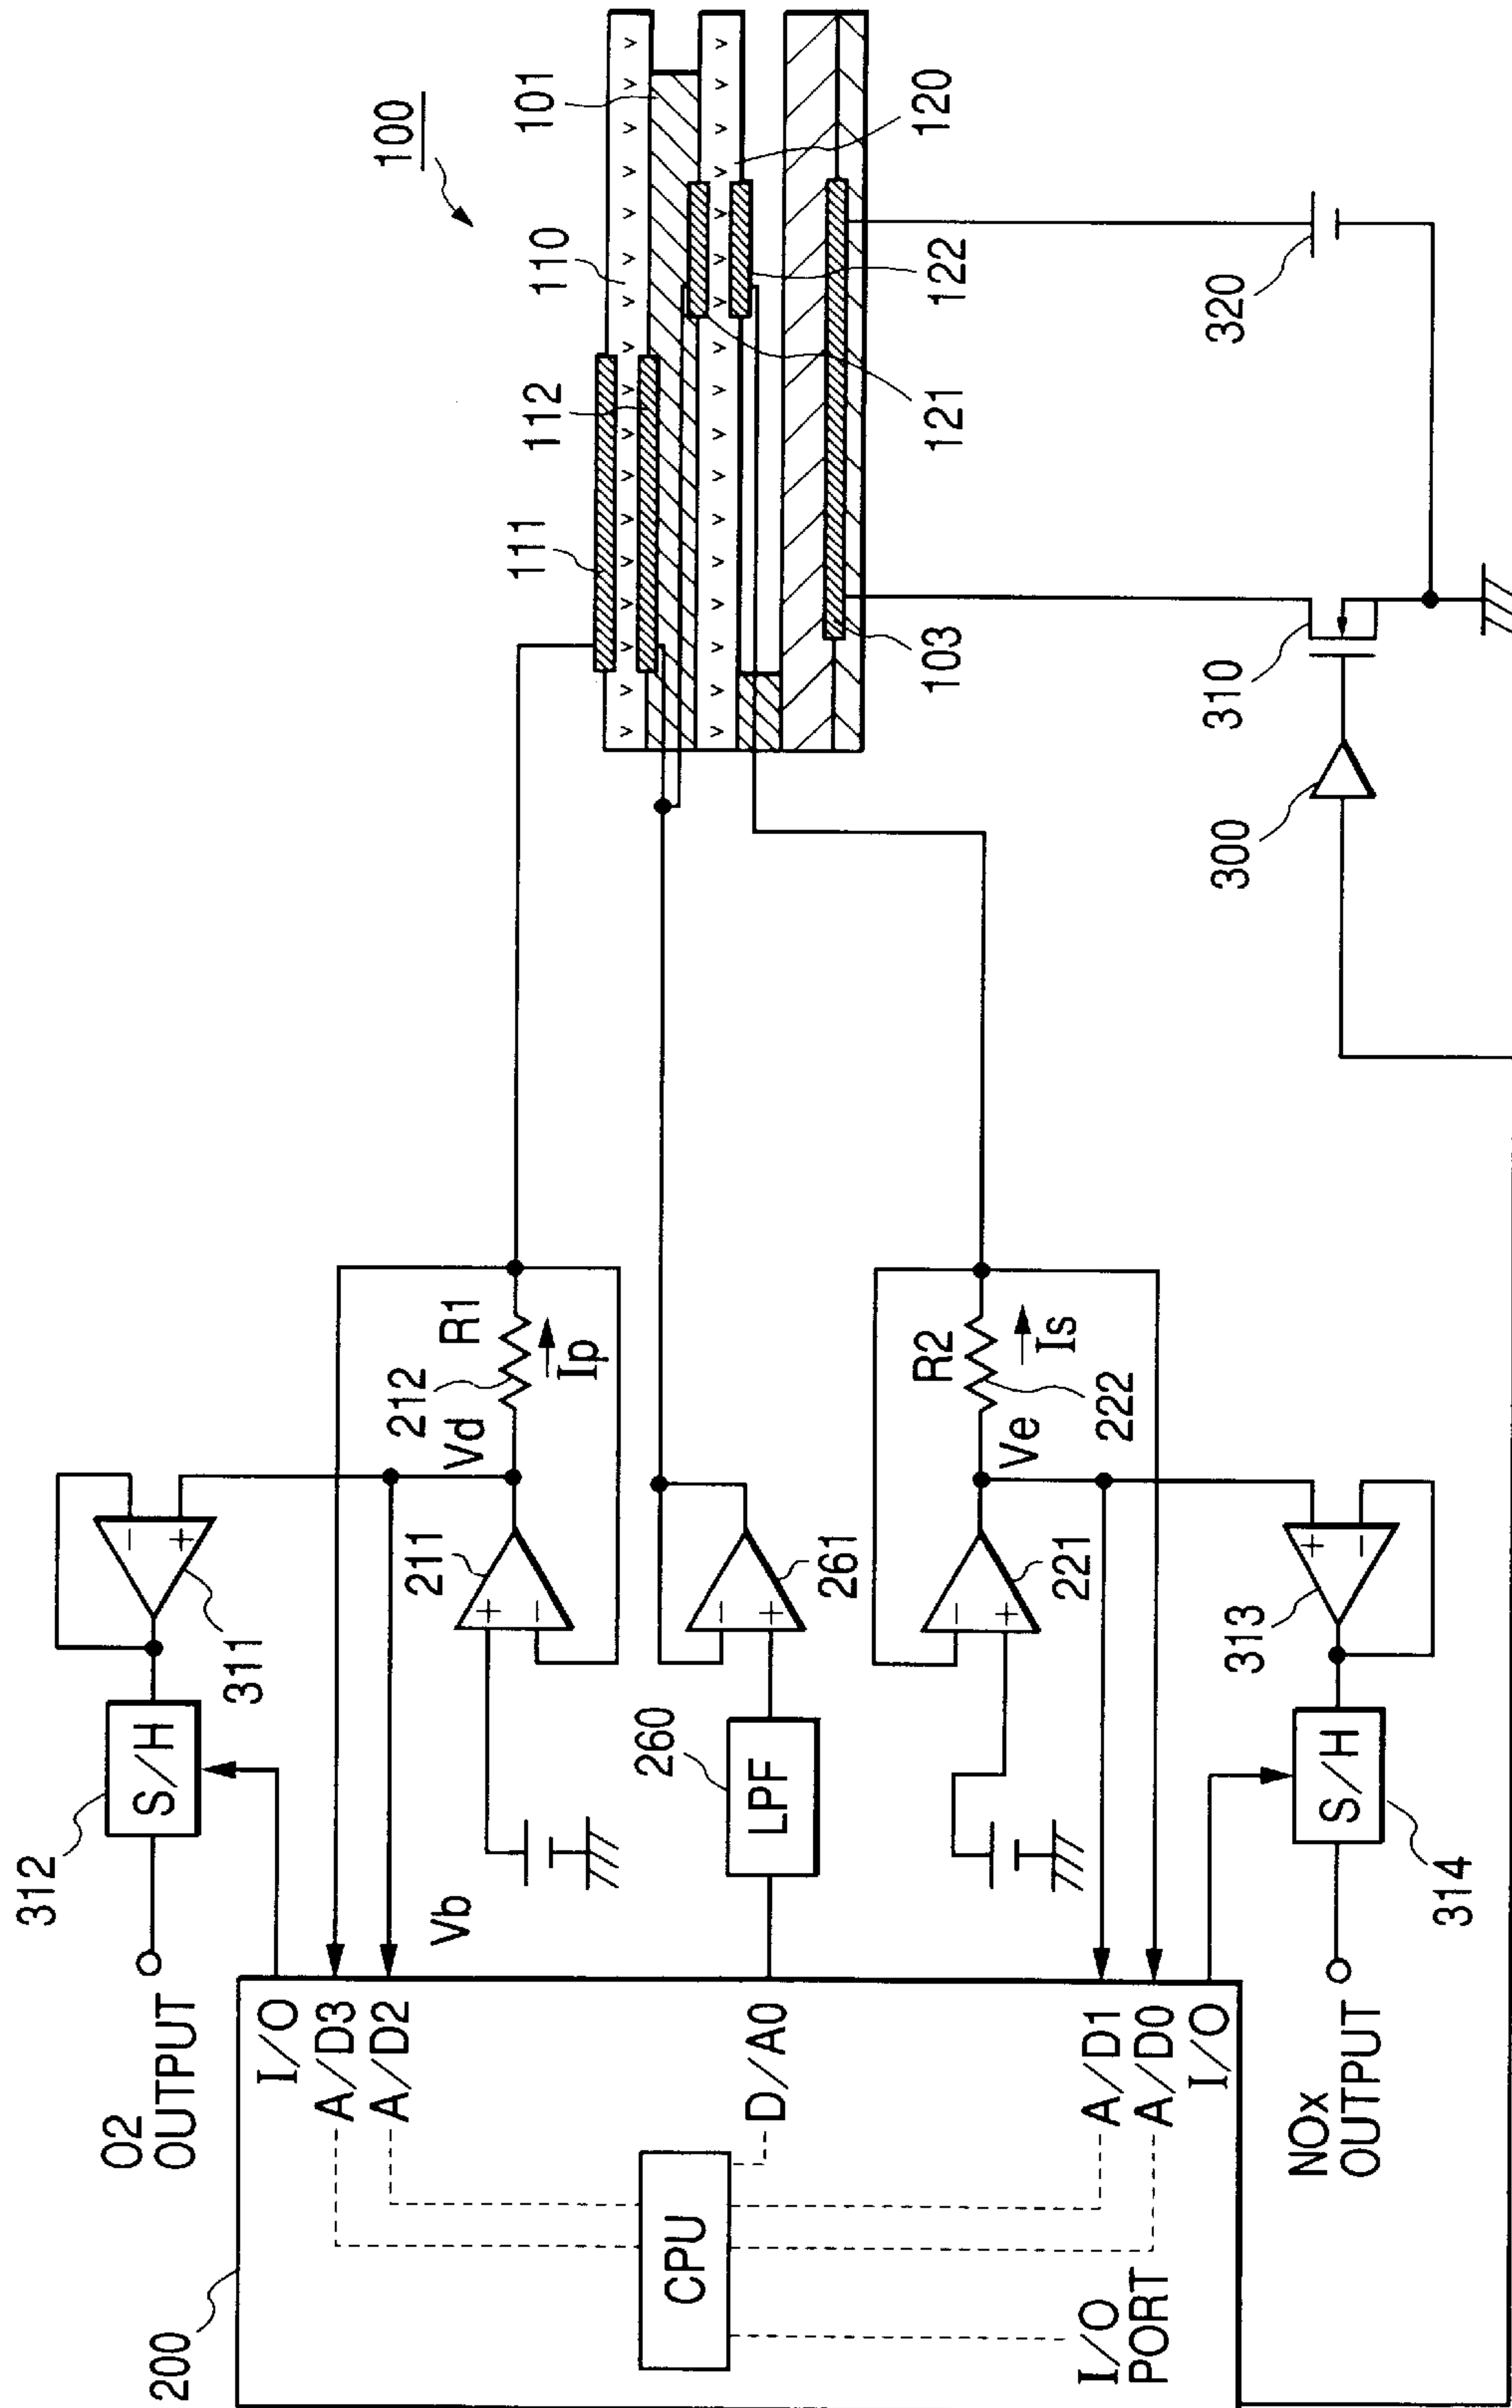 100
101
111
112
110
120
122
121
103
320
310
300
312
S/H
311
-
+
O2
OUTPUT
Vd
212
R1
Ip
211
+
-
Vb
260
LPF
261
-
+
R2
222
Is
Ve
221
-
+
313
+
-
S/H
314
NOx
OUTPUT
200
I/O
A/D3
A/D2
D/A0
A/D1
A/D0
I/O
CPU
I/O
PORT